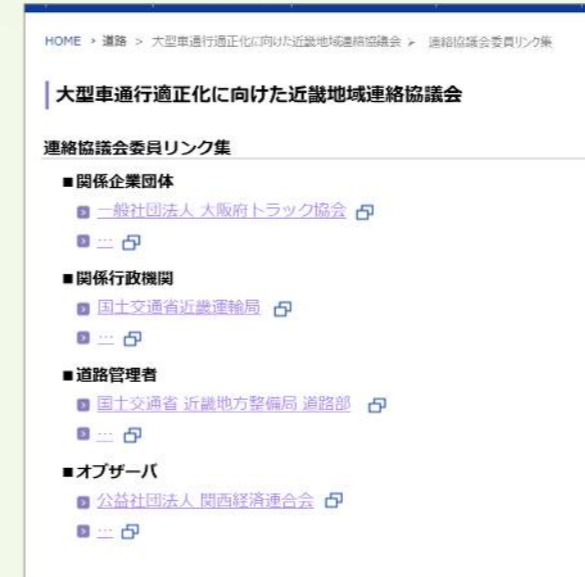 HOME > 道路 > 大型車通行適正化に向けた近畿地域連絡協議会 > 連絡協議会委員リンク集
大型車通行適正化に向けた近畿地域連絡協議会
連絡協議会委員リンク集
■関係企業団体
一般社団法人 大阪府トラック協会
…
■関係行政機関
国土交通省近畿運輸局
…
■道路管理者
国土交通省 近畿地方整備局 道路部
…
■オブザーバ
公益社団法人 関西経済連合会
…